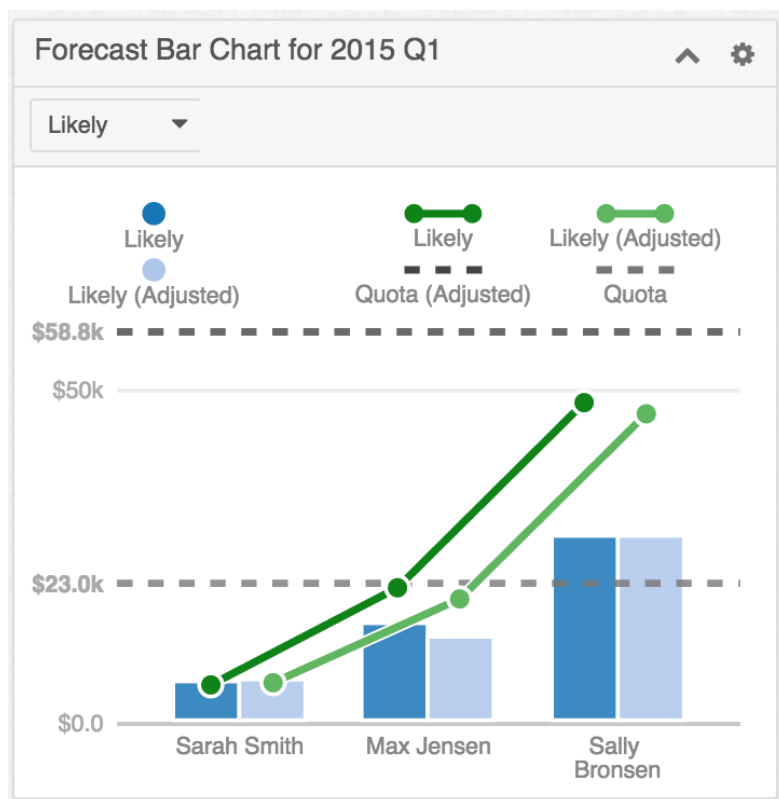 Forecast Bar Chart for 2015 Q1
Likely
Likely
Likely
Likely (Adjusted)
Likely (Adjusted)
Quota (Adjusted)
Quota
$58.8k
$50k
$23.0k
$0.0
Sarah Smith
Max Jensen
Sally
Bronsen